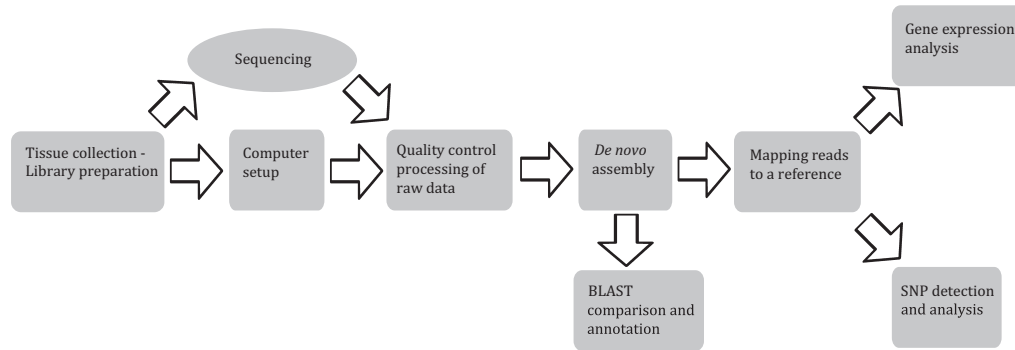 Sequencing
Tissue collection -
Library preparation
Computer
setup
Quality control
processing of
raw data
De novo
assembly
Mapping reads
to a reference
Gene expression
analysis
BLAST
comparison and
annotation
SNP detection
and analysis